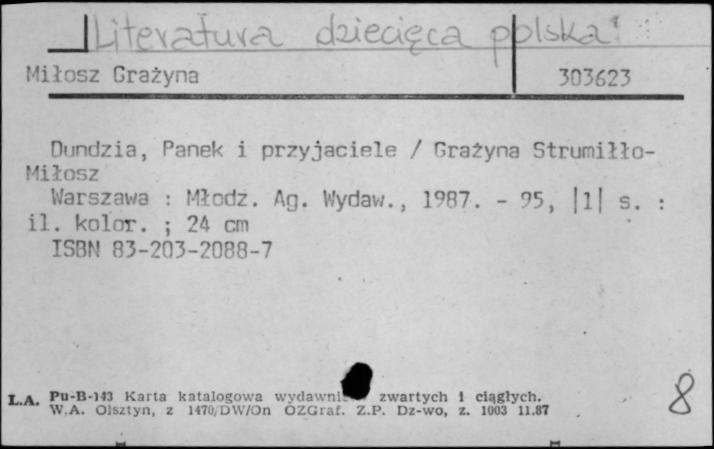 Literatura dziecięca polska
Miłosz Grażyna 303623
Dundzia, Panek i przyjaciele / Grażyna Strumiłło-
Miłosz
Warszawa : Młodz. Ag. Wydaw., 1987. - 95, |1| s. :
il. kolor. ; 24 cm
ISBN 83-203-2088-7
L.A. Pu-B-143 Karta katalogowa zwartych i ciągłych.
W.A. Olsztyn, z 1470/DW/On OZGraf. Z.P. Dz-wo, z. 1003 11.87
8